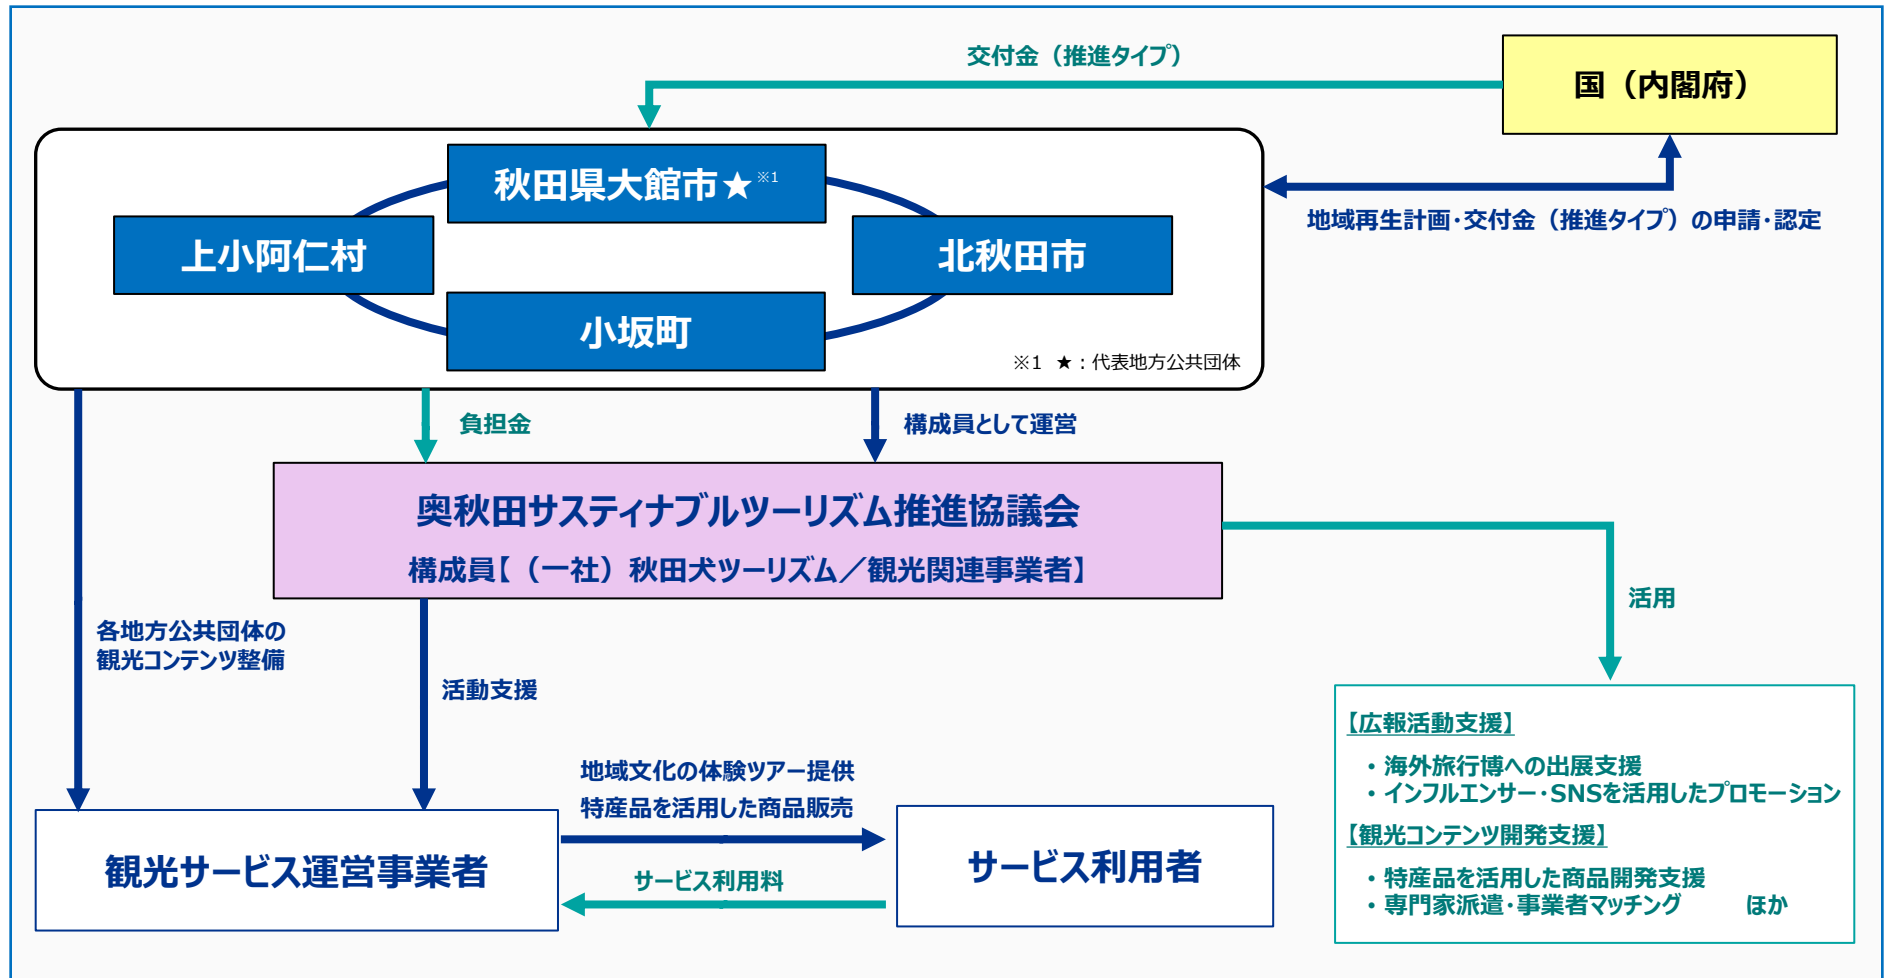 交付金（推進タイプ）
国（内閣府）
秋田県大館市★※1
上小阿仁村
北秋田市
小坂町
※1 ★：代表地方公共団体
地域再生計画・交付金（推進タイプ）の申請・認定
負担金
構成員として運営
奥秋田サスティナブルツーリズム推進協議会
構成員【（一社）秋田犬ツーリズム／観光関連事業者】
各地方公共団体の
観光コンテンツ整備
活動支援
活用
地域文化の体験ツアー提供
特産品を活用した商品販売
観光サービス運営事業者
サービス利用料
サービス利用者
【広報活動支援】
・海外旅行博への出展支援
・インフルエンサー・SNSを活用したプロモーション
【観光コンテンツ開発支援】
・特産品を活用した商品開発支援
・専門家派遣・事業者マッチング ほか